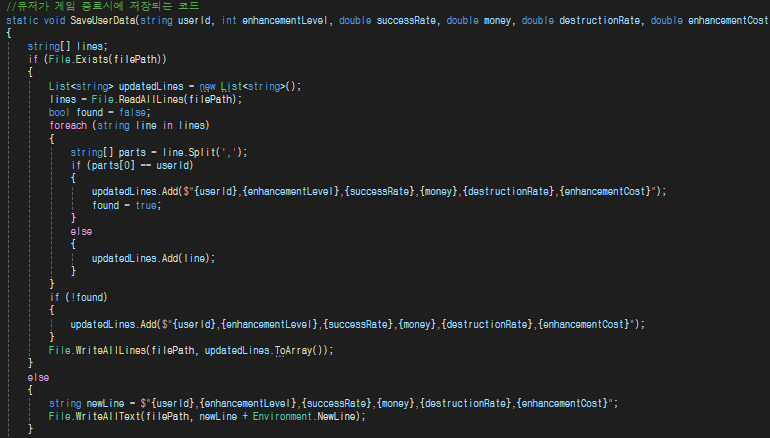 //유저가 게임 종료시에 저장되는 코드
static void SaveUserData(string userId, int enhancementLevel, double successRate, double money, double destructionRate, double enhancementCost
{
string[] lines;
if (File.Exists(filePath))
{
List<string> updatedLines = new List<string>();
lines = File.ReadAllLines(filePath);
bool found = false;
foreach (string line in lines)
{
string[] parts = line.Split(',');
if (parts[0] == userId)
{
updatedLines.Add($"{userId},{enhancementLevel},{successRate},{money},{destructionRate},{enhancementCost}");
found = true;
}
else
{
updatedLines.Add(line);
}
}
if (!found)
{
updatedLines.Add($"{userId},{enhancementLevel},{successRate},{money},{destructionRate},{enhancementCost}");
}
File.WriteAllLines(filePath, updatedLines.ToArray());
}
else
{
string newLine = $"{userId},{enhancementLevel},{successRate},{money},{destructionRate},{enhancementCost}";
File.WriteAllText(filePath, newLine + Environment.NewLine);
}